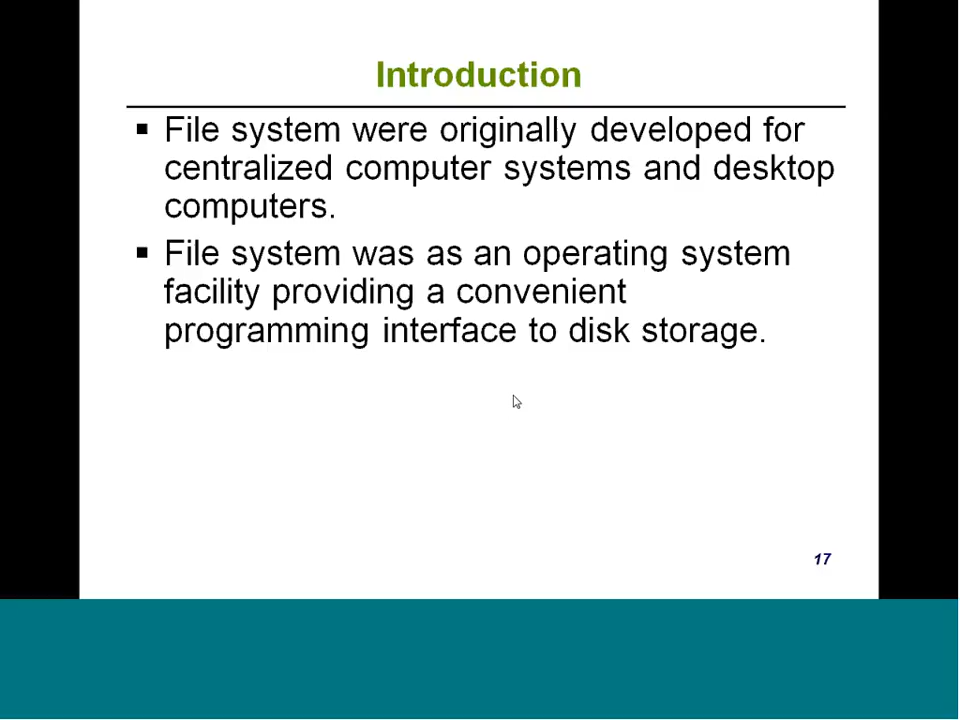 Introduction
▪ File system were originally developed for
centralized computer systems and desktop
computers.
▪ File system was as an operating system
facility providing a convenient
programming interface to disk storage.
17